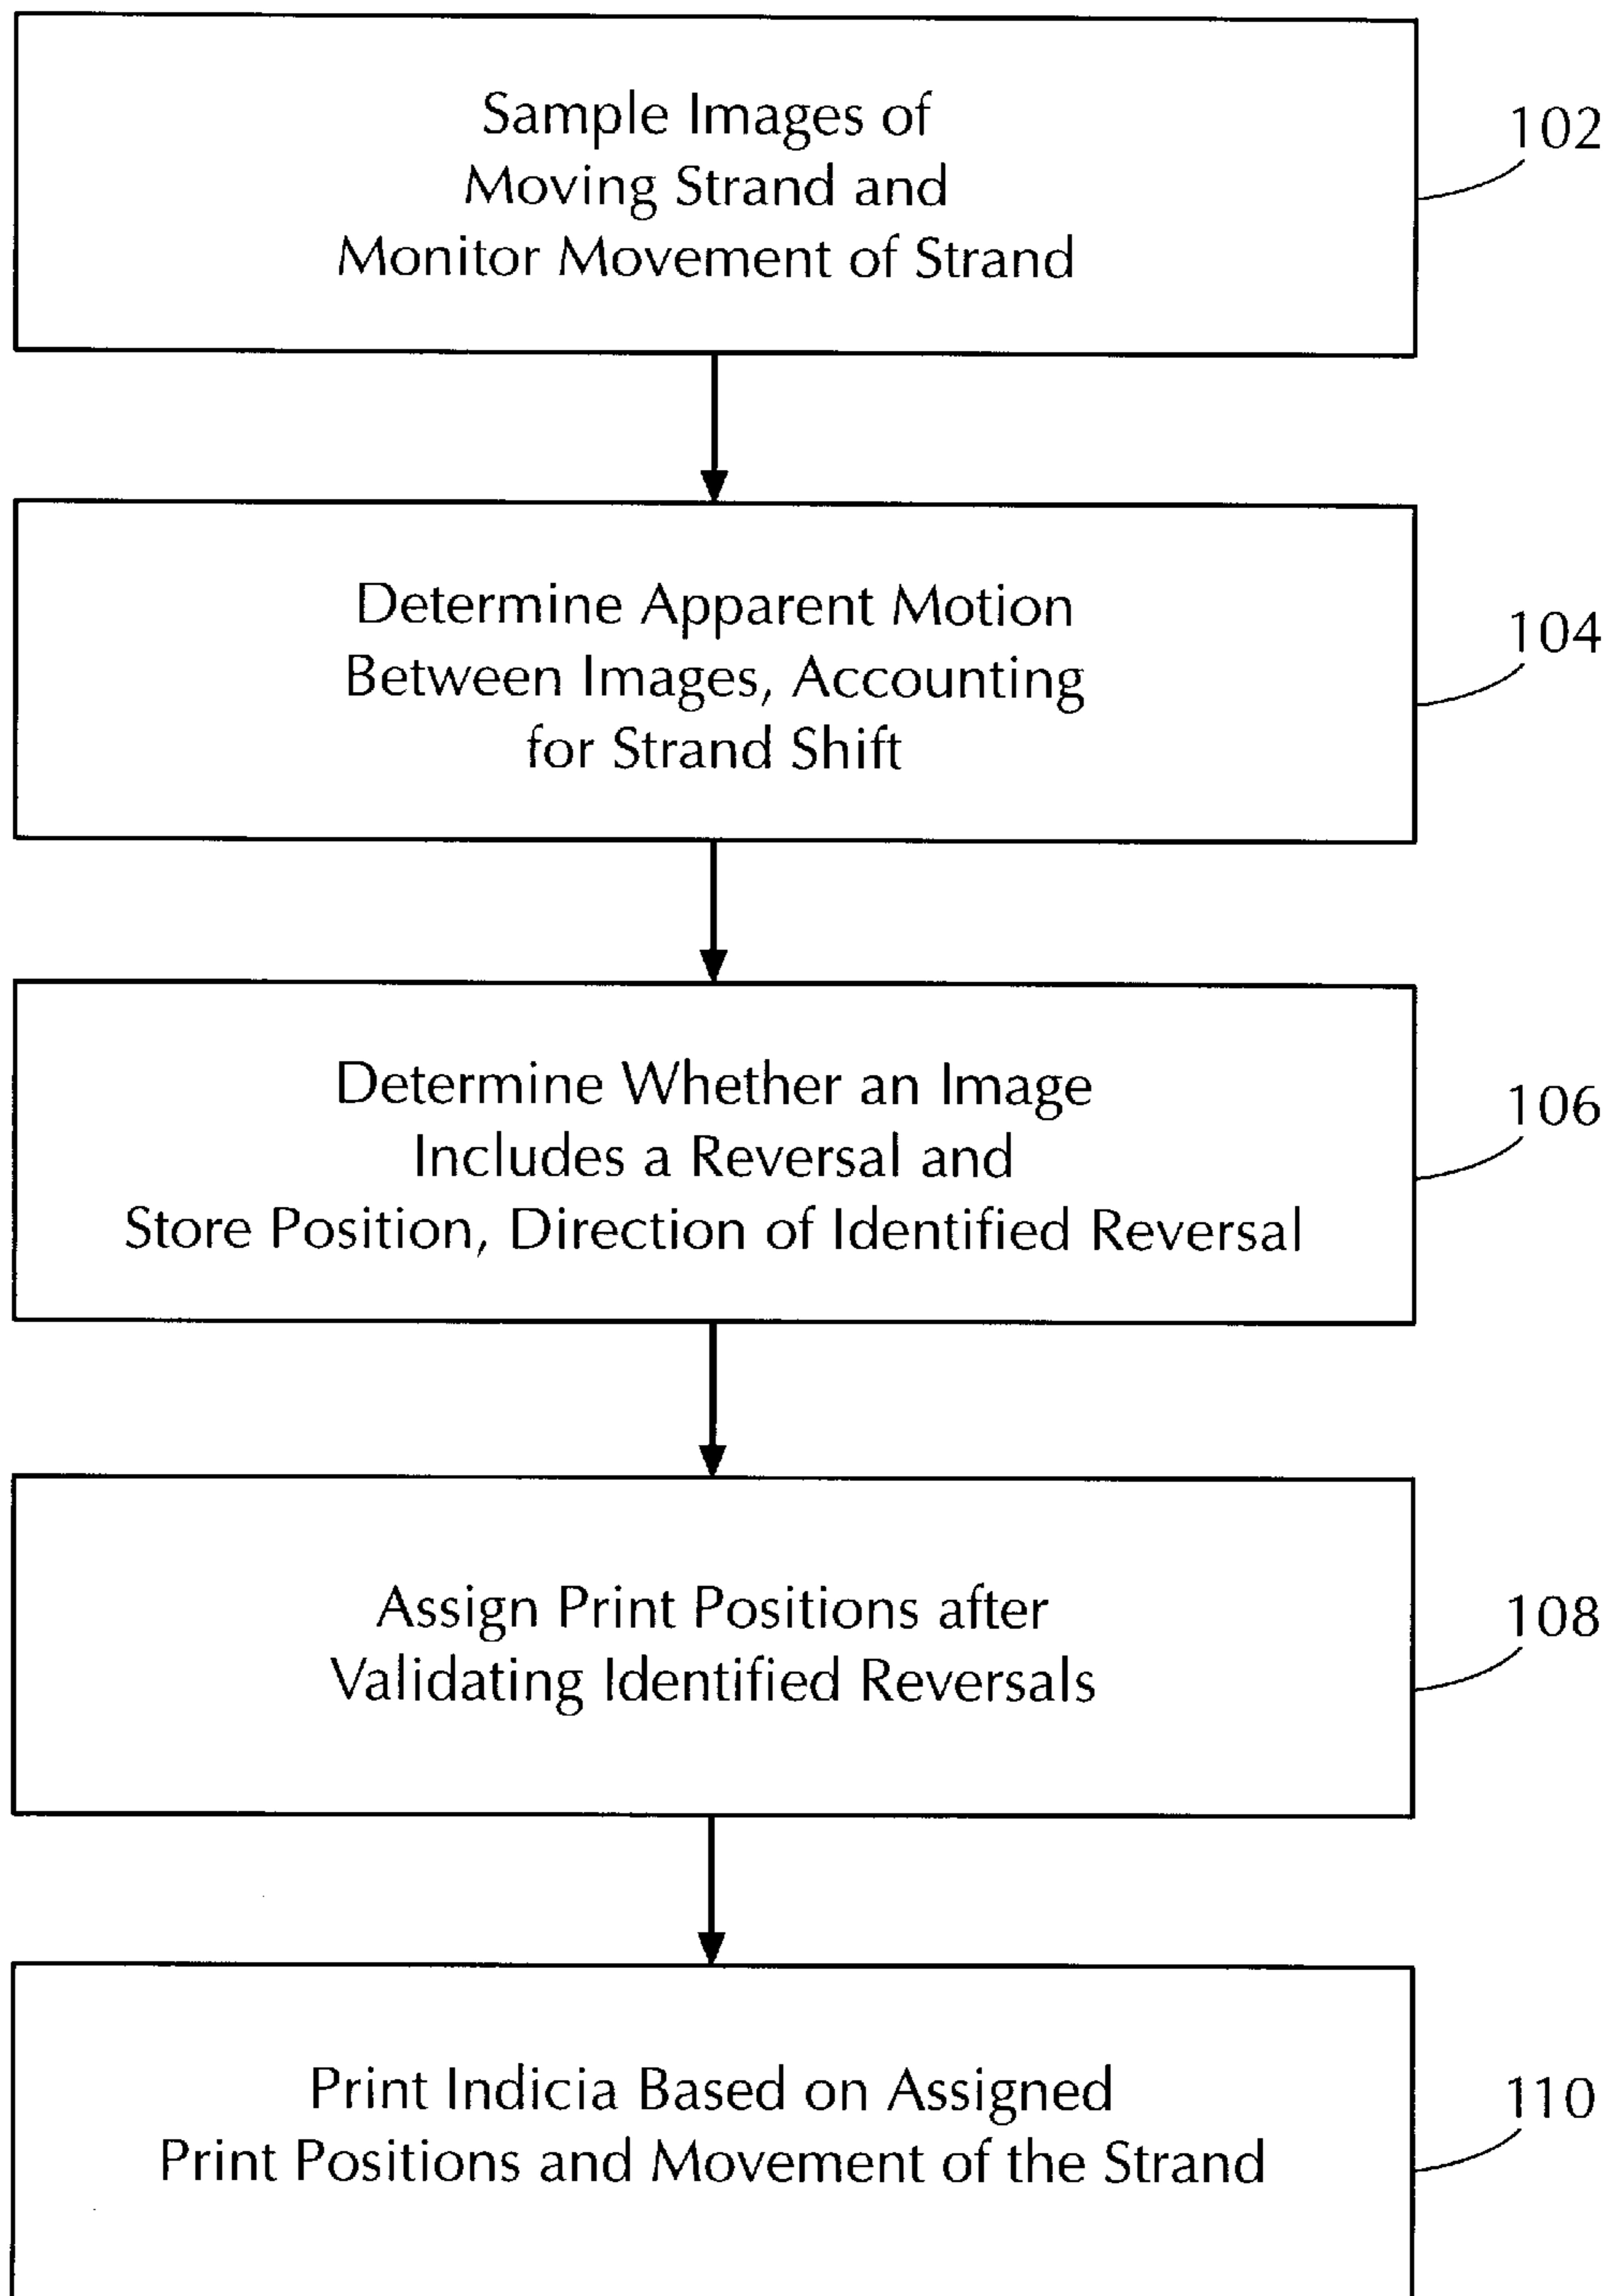 Sample Images of
Moving Strand and
Monitor Movement of Strand
102
Determine Apparent Motion
Between Images, Accounting
for Strand Shift
104
Determine Whether an Image
Includes a Reversal and
Store Position, Direction of Identified Reversal
106
Assign Print Positions after
Validating Identified Reversals
108
Print Indicia Based on Assigned
Print Positions and Movement of the Strand
110